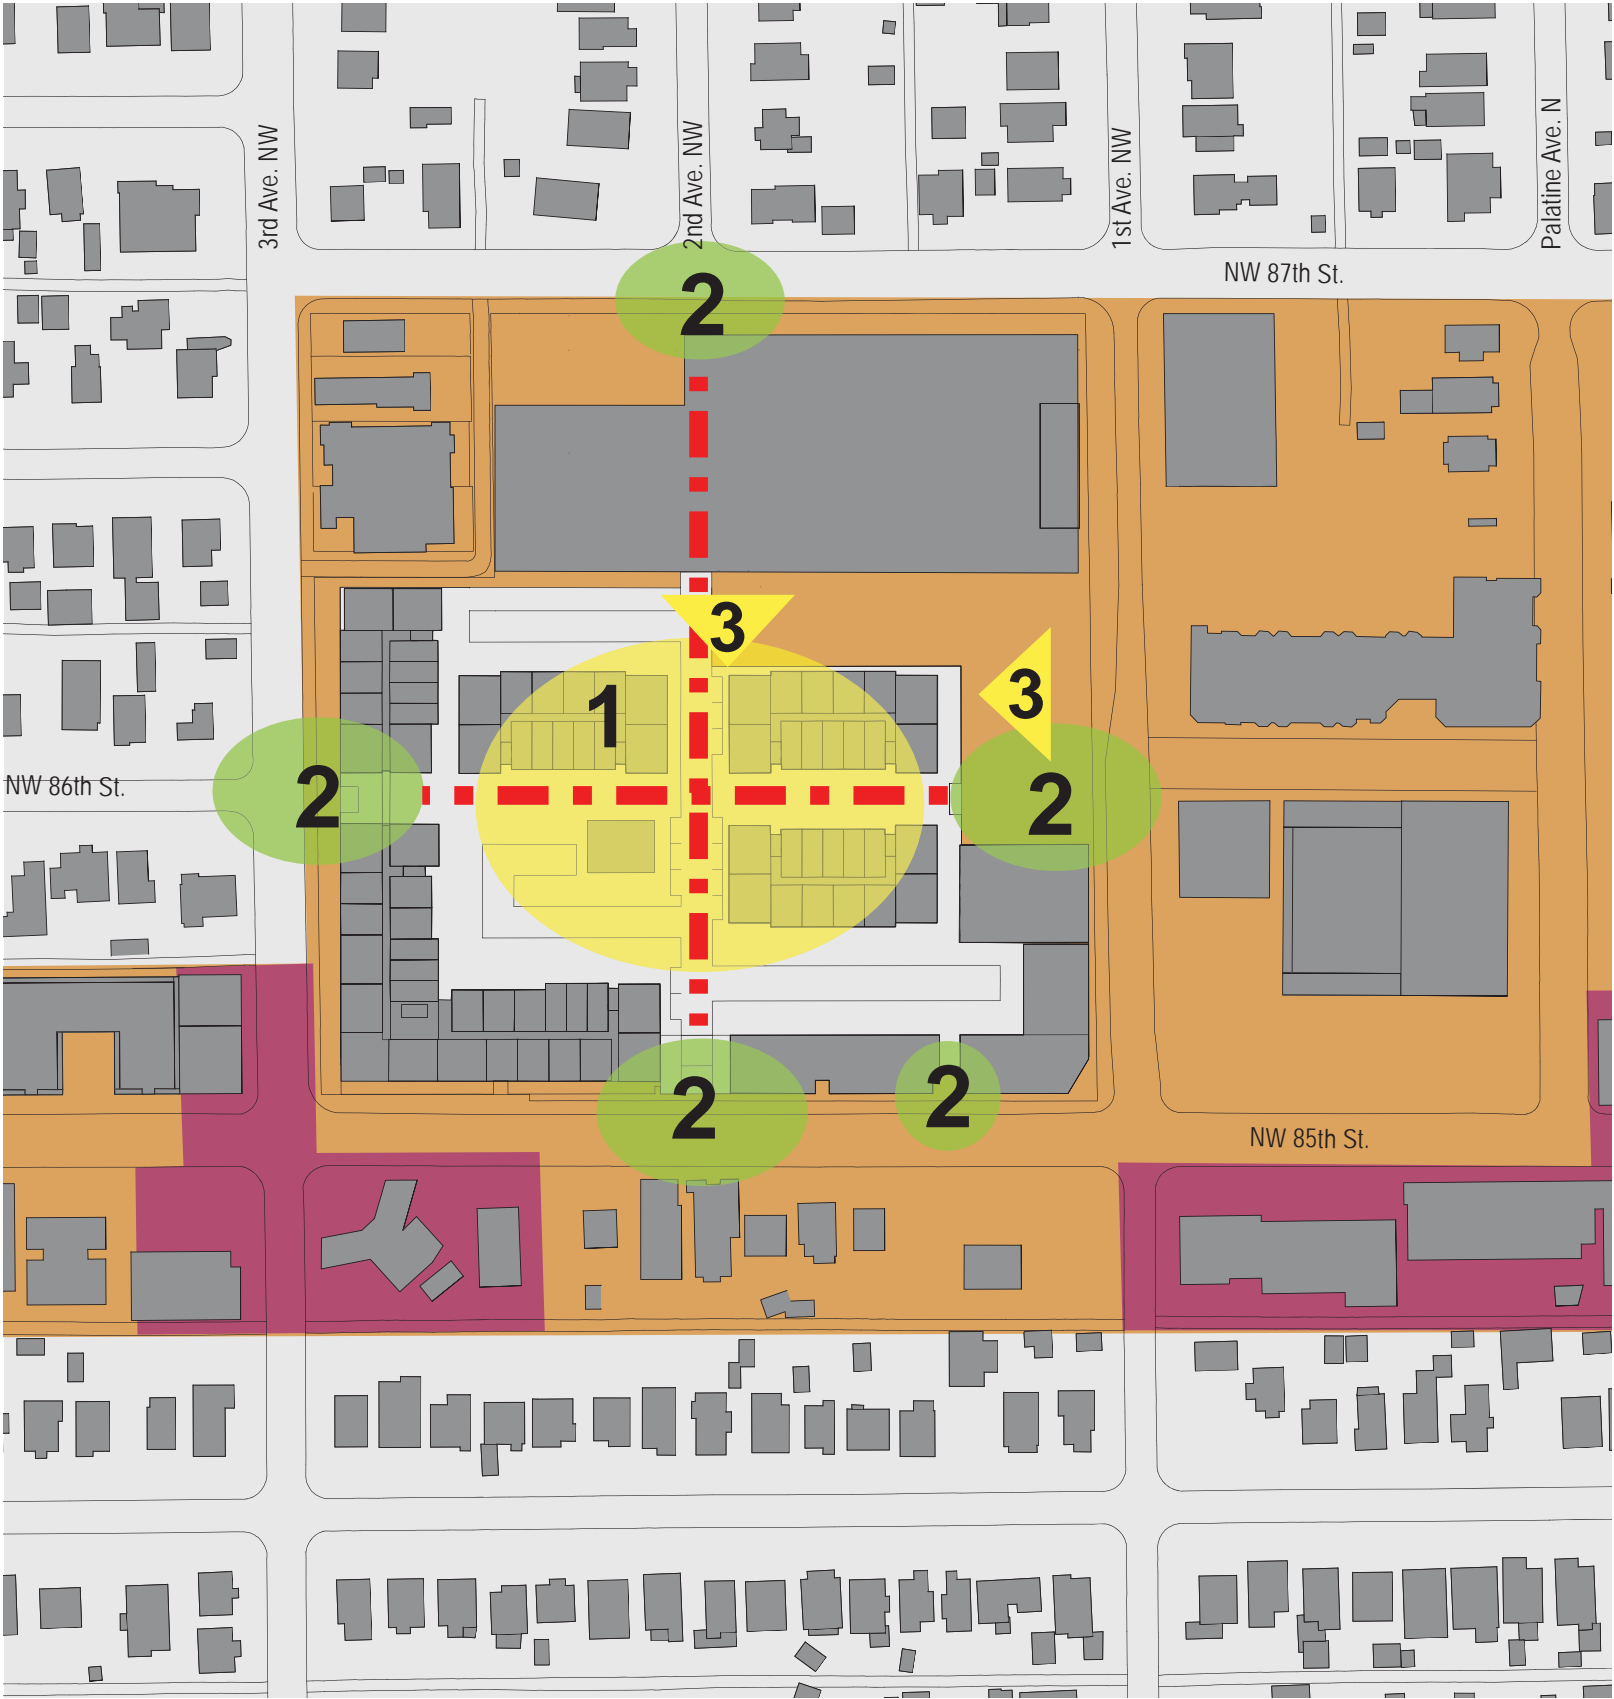 3rd Ave. NW
2nd Ave. NW
1st Ave. NW
Palatine Ave. N
NW 87th St.
2
3
3
1
NW 86th St.
2
2
2
2
NW 85th St.